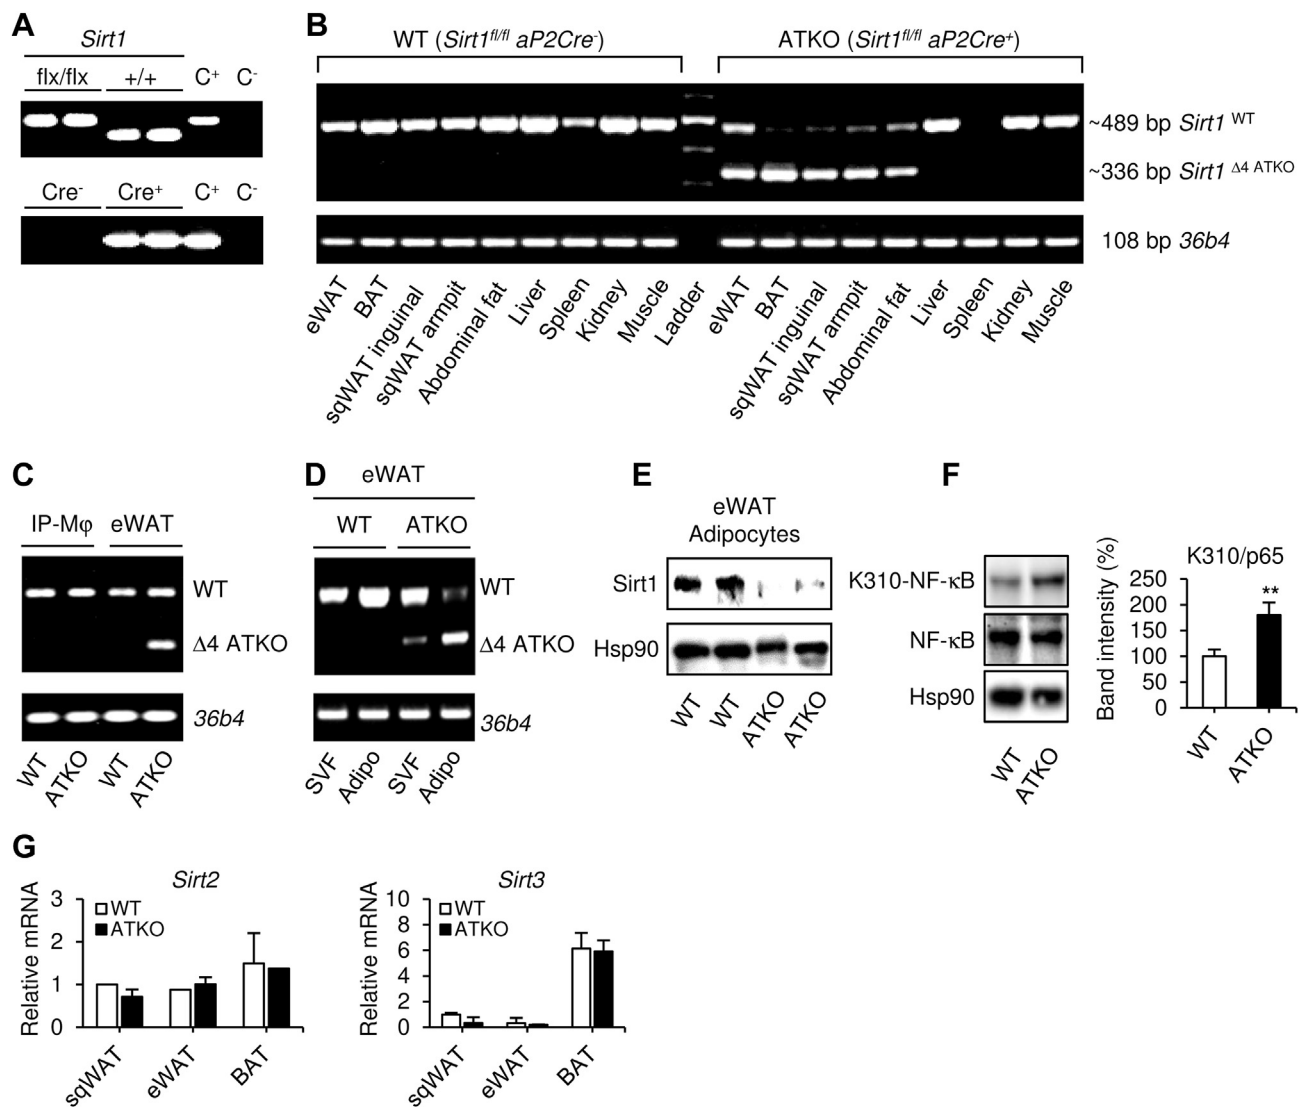 A
Sirt1
flx/flx +/+ C+ C-
Cre- Cre+ C+ C-
B
WT (Sirt1fl/fl aP2Cre-) ATKO (Sirt1fl/fl aP2Cre+)
~489 bp Sirt1 WT
~336 bp Sirt1 Δ4 ATKO
108 bp 36b4
eWAT BAT sqWAT inguinal sqWAT armpit Abdominal fat Liver Spleen Kidney Muscle Ladder eWAT BAT sqWAT inguinal sqWAT armpit Abdominal fat Liver Spleen Kidney Muscle
C
IP-Mφ eWAT
WT
Δ4 ATKO
36b4
WT ATKO WT ATKO
D
eWAT
WT ATKO
WT
Δ4 ATKO
36b4
SVF Adipo SVF Adipo
E
eWAT
Adipocytes
Sirt1
Hsp90
WT WT ATKO ATKO
F
K310-NF-κB
NF-κB
Hsp90
WT ATKO
K310/p65
Band intensity (%)
250
200
150
100
50
0
**
WT ATKO
G
Sirt2
Relative mRNA
3
2
1
0
WT
ATKO
sqWAT eWAT BAT
Sirt3
Relative mRNA
10
8
6
4
2
0
WT
ATKO
sqWAT eWAT BAT